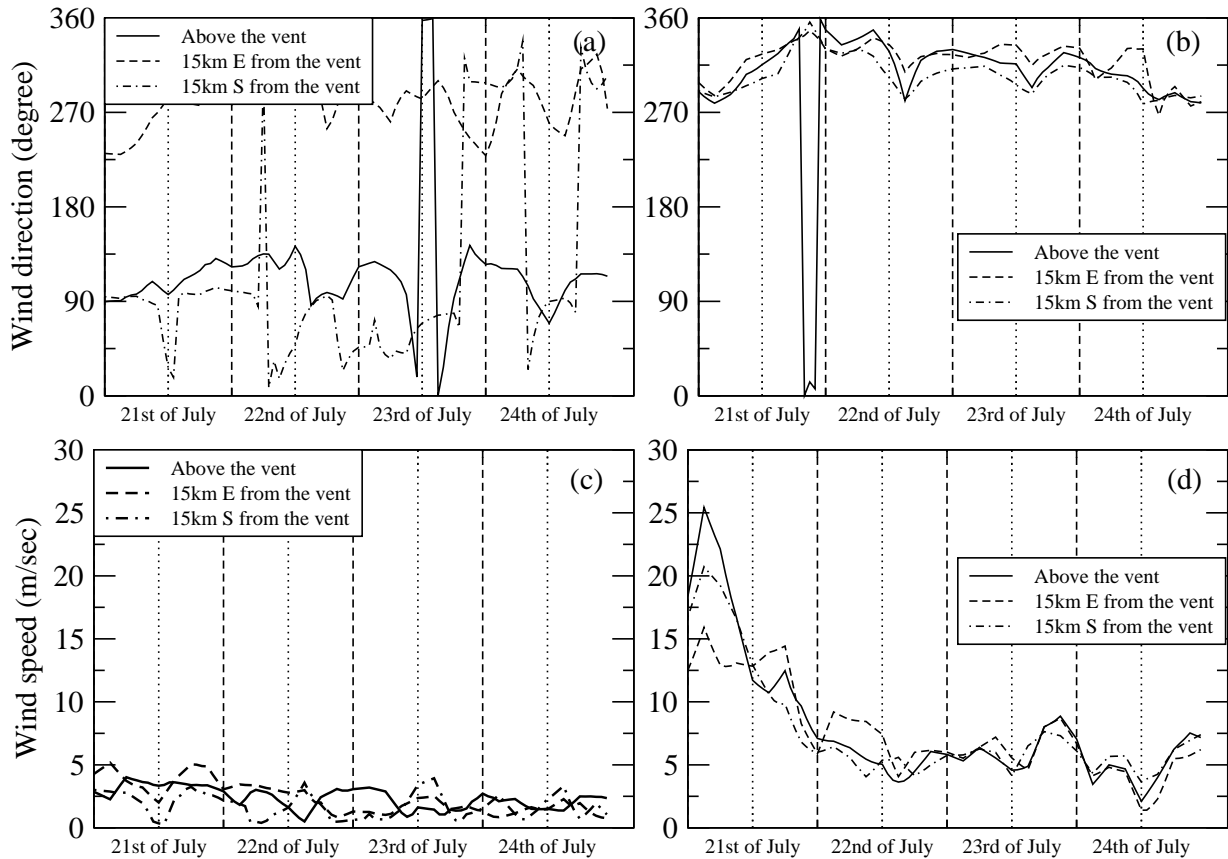 360
270
180
90
0
Wind direction (degree)
Above the vent
15km E from the vent
15km S from the vent
(a)
21st of July
22nd of July
23rd of July
24th of July
360
270
180
90
0
(b)
Above the vent
15km E from the vent
15km S from the vent
21st of July
22nd of July
23rd of July
24th of July
30
25
20
15
10
5
0
Wind speed (m/sec)
Above the vent
15km E from the vent
15km S from the vent
(c)
21st of July
22nd of July
23rd of July
24th of July
30
25
20
15
10
5
0
(d)
Above the vent
15km E from the vent
15km S from the vent
21st of July
22nd of July
23rd of July
24th of July